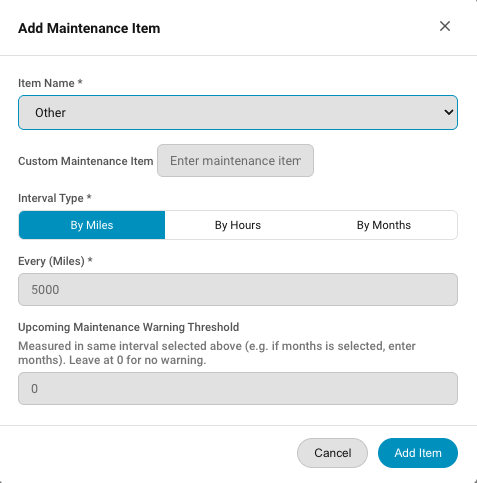 Add Maintenance Item
Item Name *
Other
Custom Maintenance Item Enter maintenance item
Interval Type *
By Miles By Hours By Months
Every (Miles) *
5000
Upcoming Maintenance Warning Threshold
Measured in same interval selected above (e.g. if months is selected, enter
months). Leave at 0 for no warning.
0
Cancel Add Item